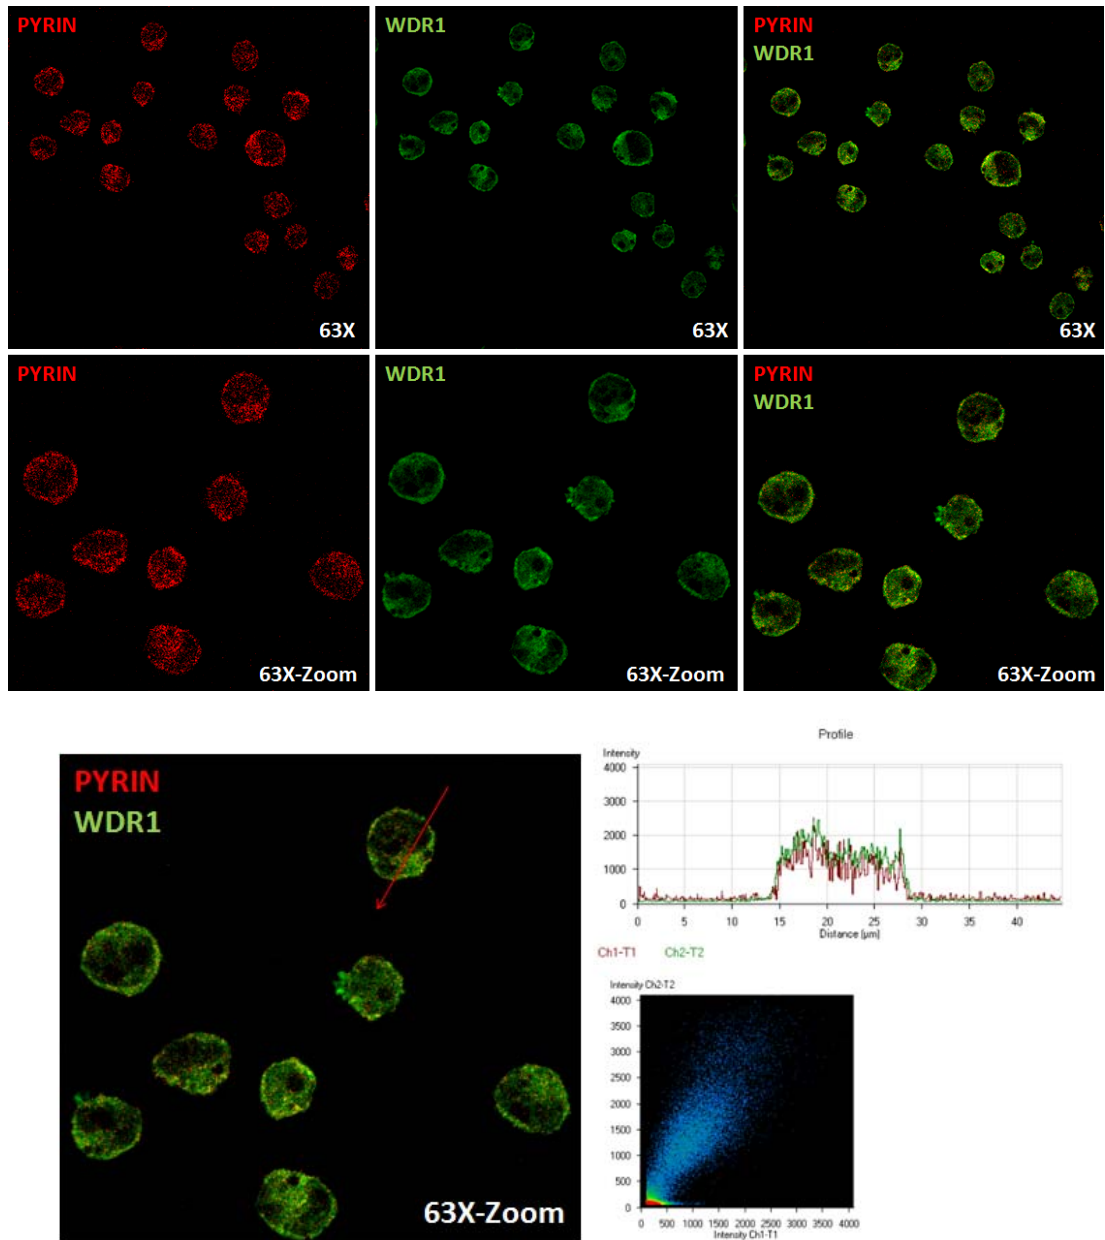 PYRIN
WDR1
PYRIN
WDR1
63X
63X
63X
PYRIN
WDR1
PYRIN
WDR1
63X-Zoom
63X-Zoom
63X-Zoom
PYRIN
WDR1
63X-Zoom
Profile
Intensity
4000
3000
2000
1000
0
0 5 10 15 20 25 30 35 40
Distance [µm]
Ch1-T1 Ch2-T2
Intensity Ch2-T2
4000
3500
3000
2500
2000
1500
1000
500
0
0 500 1000 1500 2000 2500 3000 3500 4000
Intensity Ch1-T1